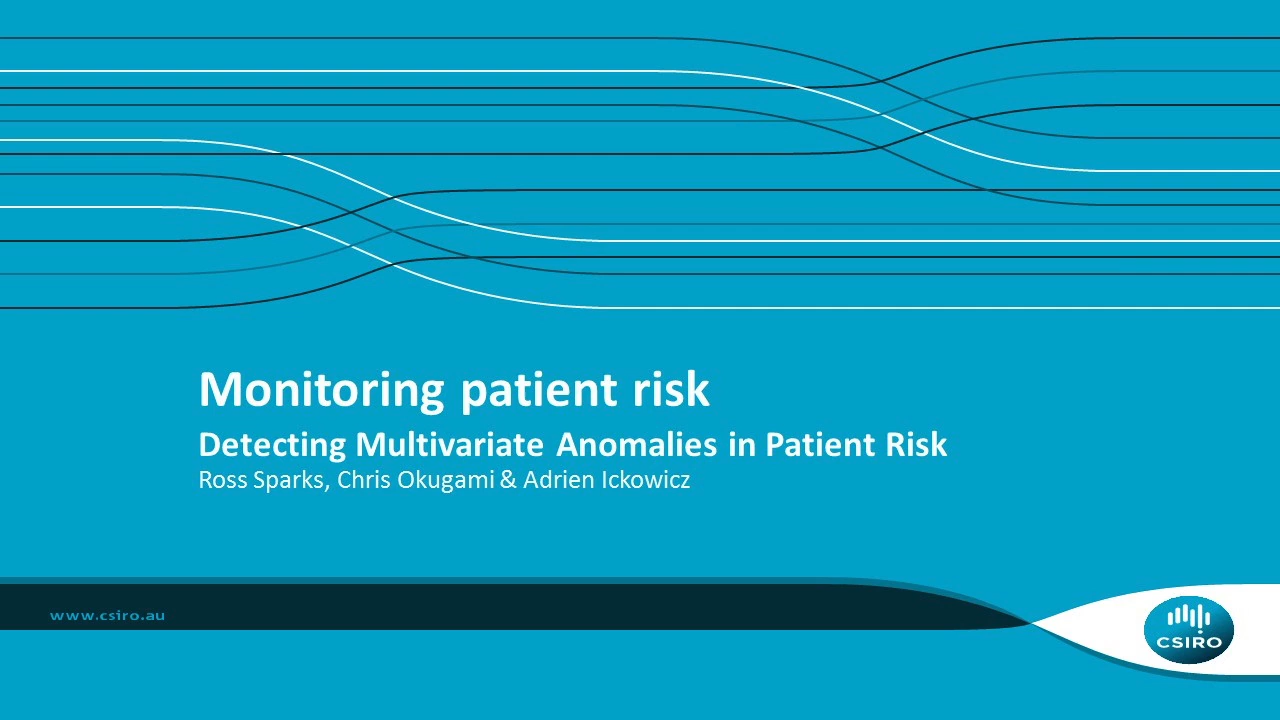 Monitoring patient risk
Detecting Multivariate Anomalies in Patient Risk
Ross Sparks, Chris Okugami & Adrien Ickowicz
www.csiro.au
CSIRO